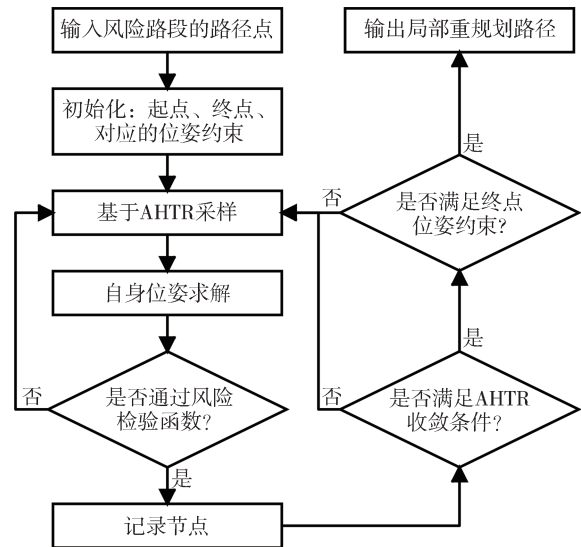 输入风险路段的路径点
初始化：起点、终点、
对应的位姿约束
基于AHTR采样
自身位姿求解
否
是否通过风险
检验函数?
是
记录节点
输出局部重规划路径
是
否
是否满足终点
位姿约束?
是
否
是否满足AHTR
收敛条件?